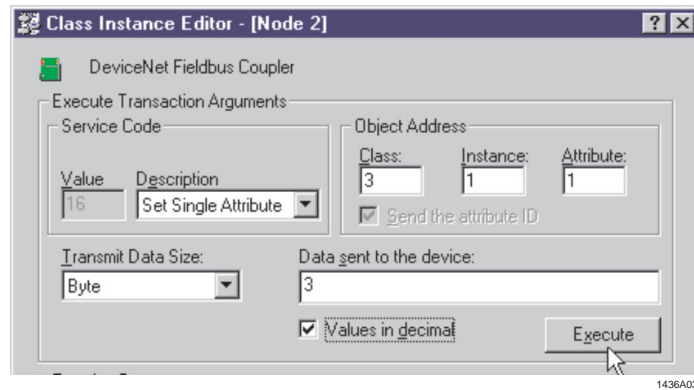 Class Instance Editor - [Node 2]
DeviceNet Fieldbus Coupler
Execute Transaction Arguments
Service Code
Value Description
16 Set Single Attribute
Object Address
Class: Instance: Attribute:
3 1 1
Send the attribute ID
Transmit Data Size:
Byte
Data sent to the device:
3
Values in decimal
Execute